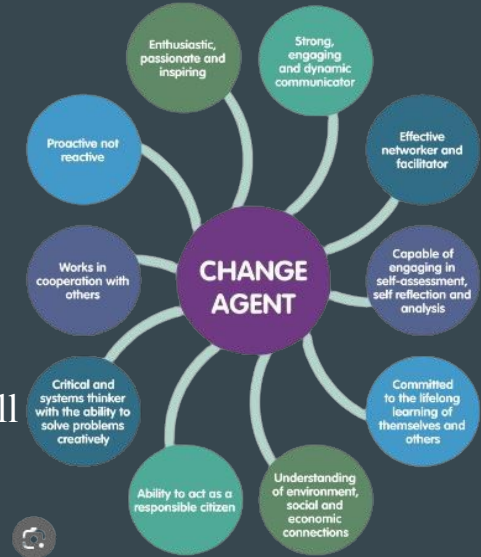 Enthusiastic,
passionate and
inspiring
Strong,
engaging
and dynamic
communicator
Effective
networker and
facilitator
Proactive not
reactive
Works in
cooperation with
others
CHANGE
AGENT
Capable of
engaging in
self-assessment,
self reflection and
analysis
ll
Critical and
systems thinker
with the ability to
solve problems
creatively
Committed
to the lifelong
learning of
themselves and
others
Ability to act as a
responsible citizen
Understanding
of environment,
social and
economic
connections